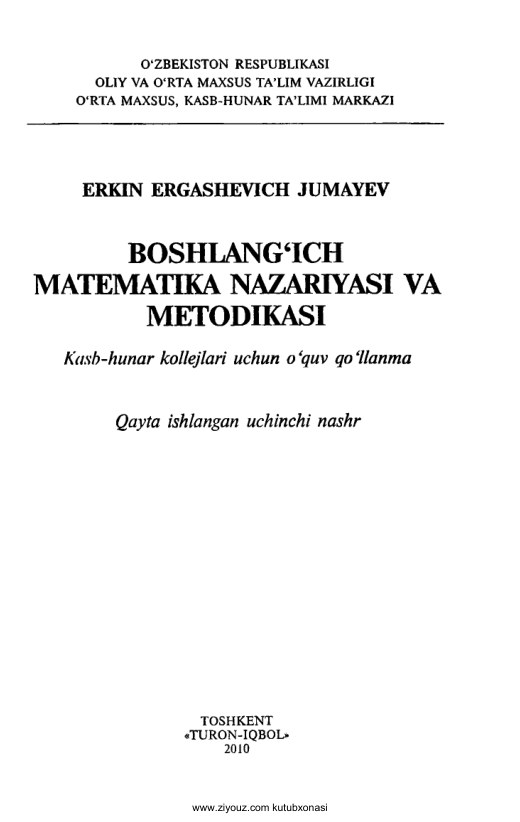 O‘ZBEKISTON RESPUBLIKASI
OLIY VA O‘RTA MAXSUS TA’LIM VAZIRLIGI
O‘RTA MAXSUS, KASB-HUNAR TA’LIMI MARKAZI
ERKIN ERGASHEVICH JUMAYEV
BOSHLANG‘ICH
MATEMATIKA NAZARIYASI VA
METODIKASI
Kasb-hunar kollejlari uchun o‘quv qo‘llanma
Qayta ishlangan uchinchi nashr
TOSHKENT
«TURON-IQBOL»
2010
www.ziyouz.com kutubxonasi